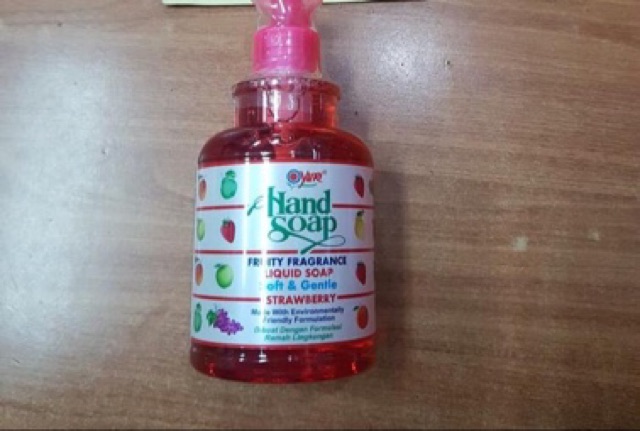 Yuri®
Hand
Soap
FRUITY FRAGRANCE
LIQUID SOAP
Soft & Gentle
STRAWBERRY
Made With Environmentally
Friendly Formulation
Dibuat Dengan Formulasi
Ramah Lingkungan